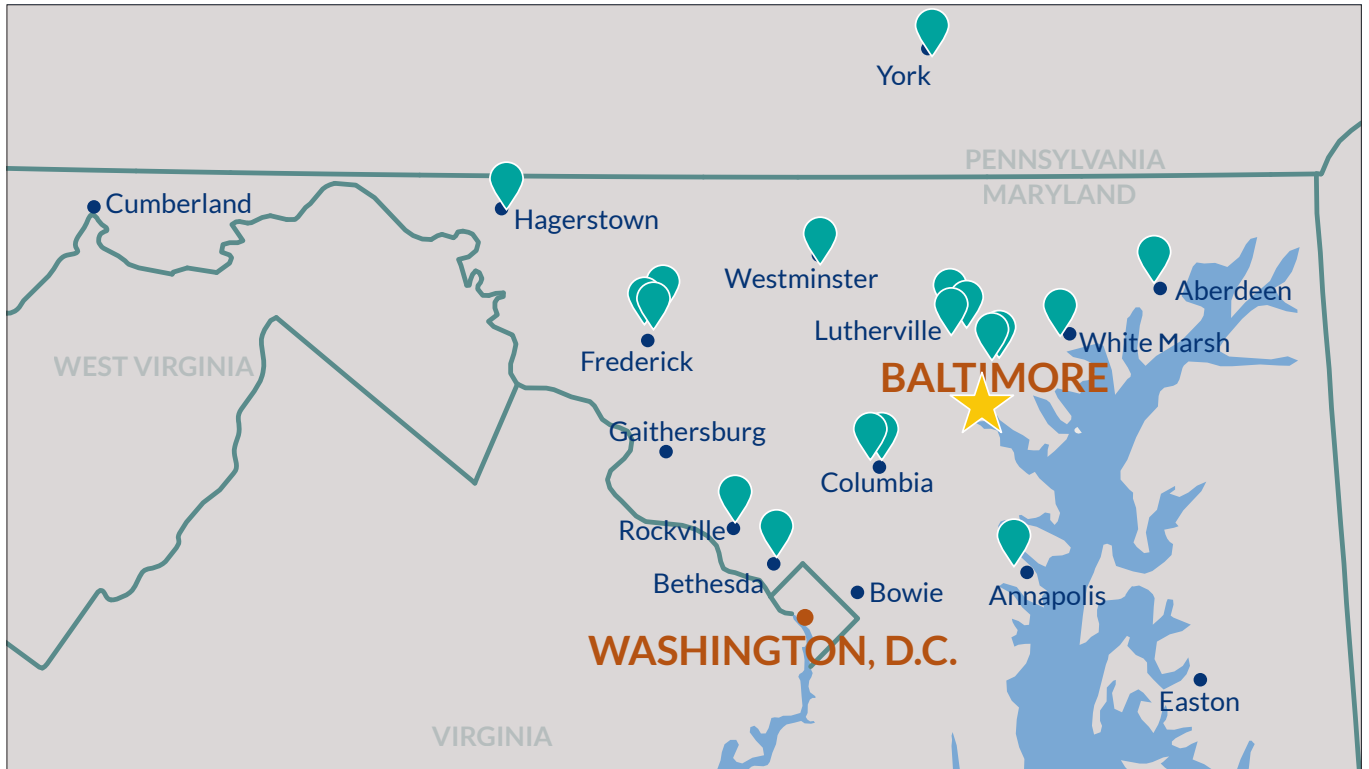 York
PENNSYLVANIA
MARYLAND
Cumberland
Hagerstown
Westminster
Aberdeen
Lutherville
White Marsh
Frederick
WEST VIRGINIA
BALTIMORE
Gaithersburg
Columbia
Rockville
Bethesda
Bowie
Annapolis
WASHINGTON, D.C.
Easton
VIRGINIA